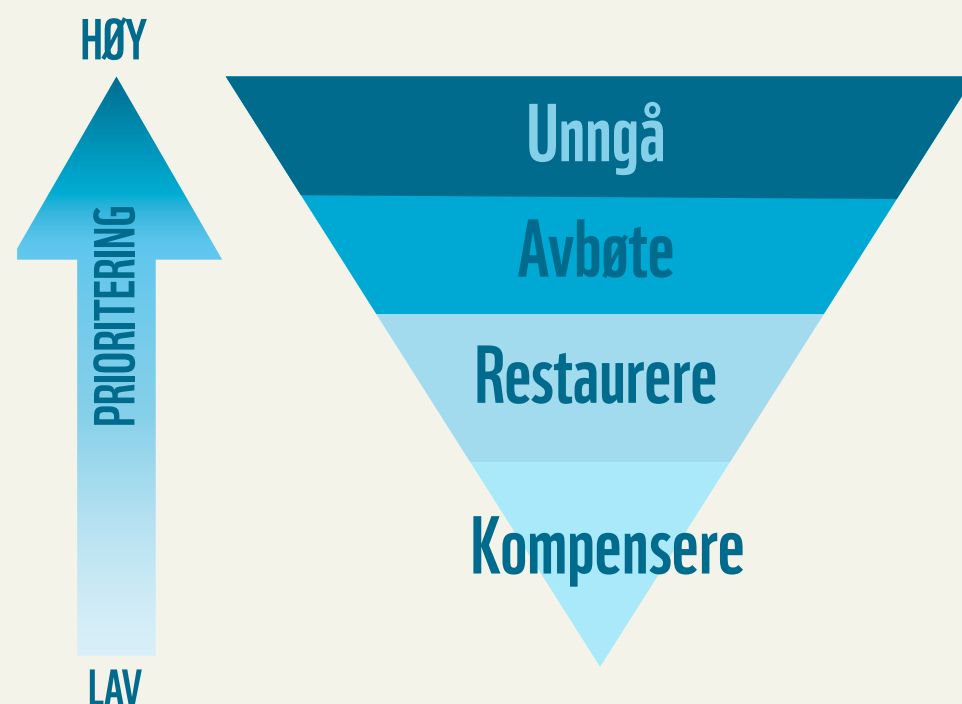 HØY
PRIORITERING
LAV
Unngå
Avbøte
Restaurere
Kompensere